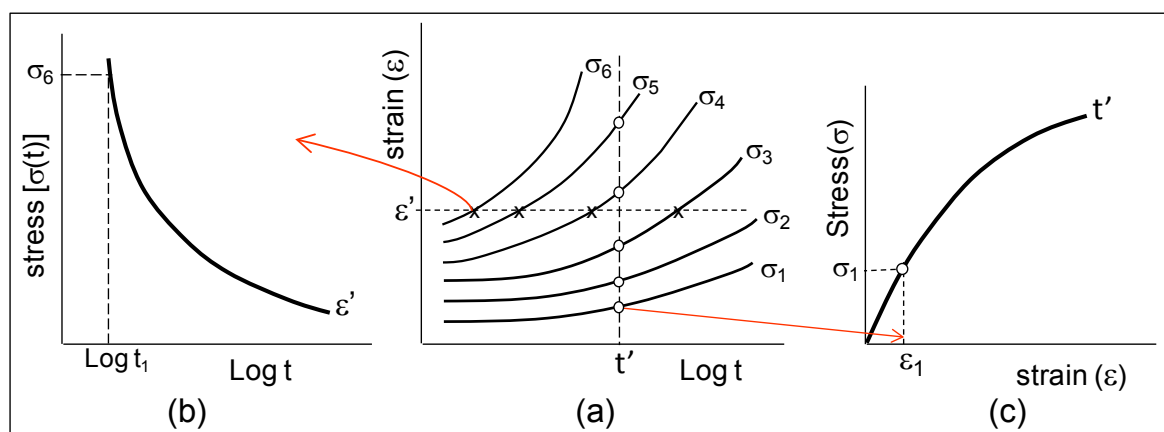 σ6
stress [σ(t)]
ε'
Log t1
Log t
(b)
strain (ε)
ε'
σ6
σ5
σ4
σ3
σ2
σ1
t'
Log t
(a)
Stress(σ)
σ1
t'
ε1
strain (ε)
(c)